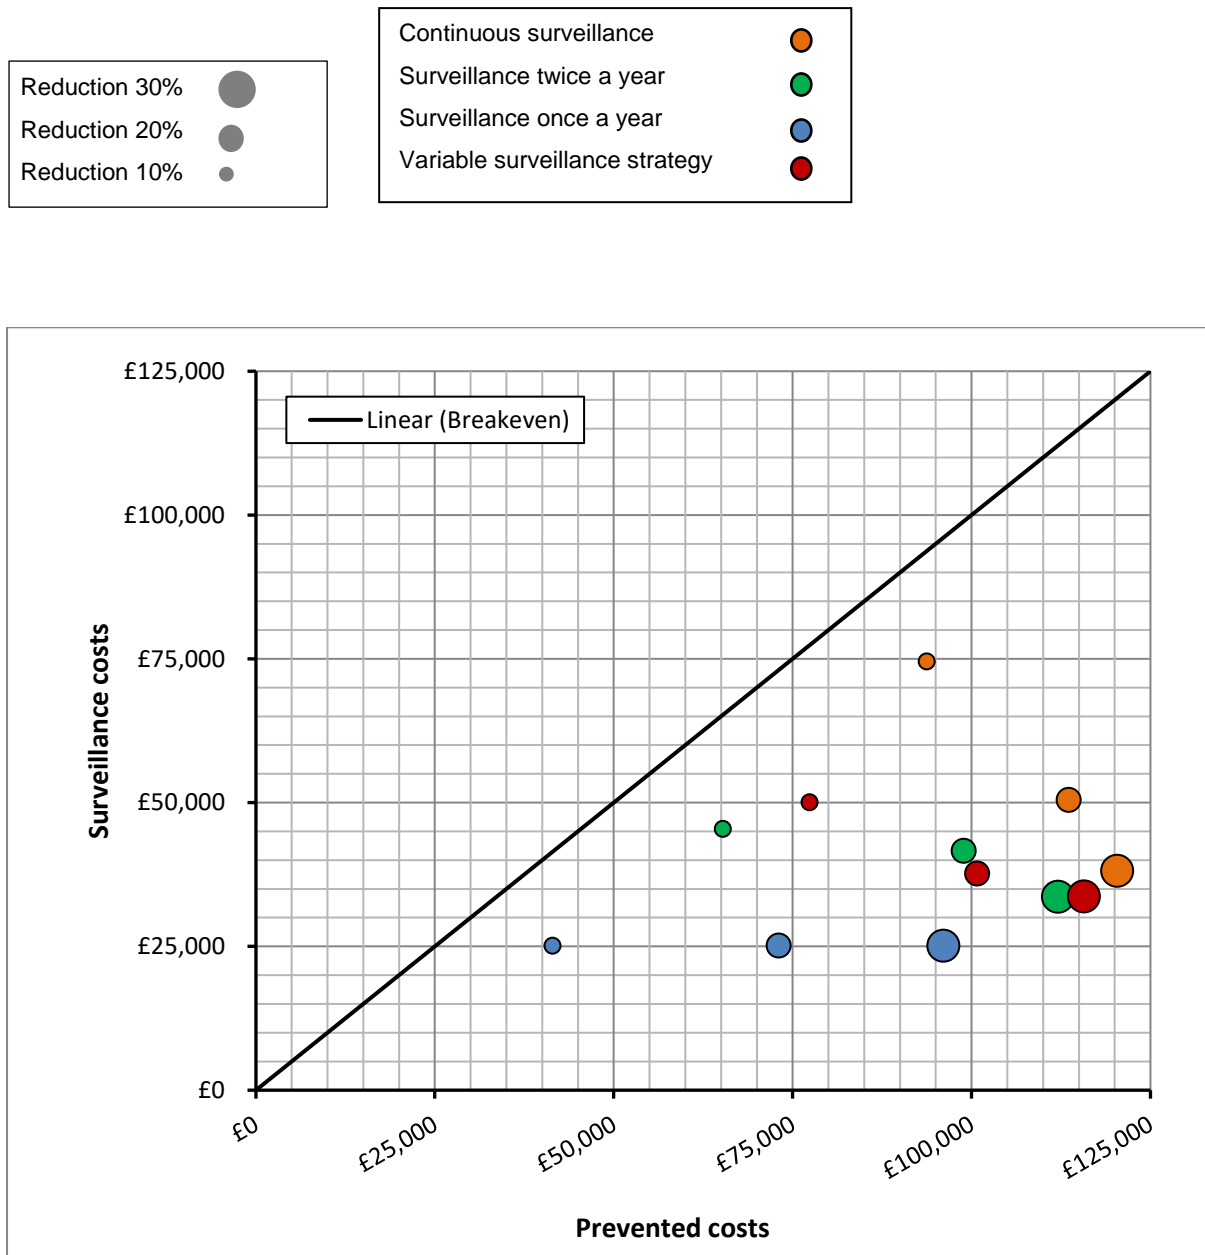 Continuous surveillance
Surveillance twice a year
Surveillance once a year
Variable surveillance strategy
Reduction 30%
Reduction 20%
Reduction 10%
£125,000
£100,000
£75,000
£50,000
£25,000
£0
Linear (Breakeven)
Surveillance costs
£0
£25,000
£50,000
£75,000
£100,000
£125,000
Prevented costs